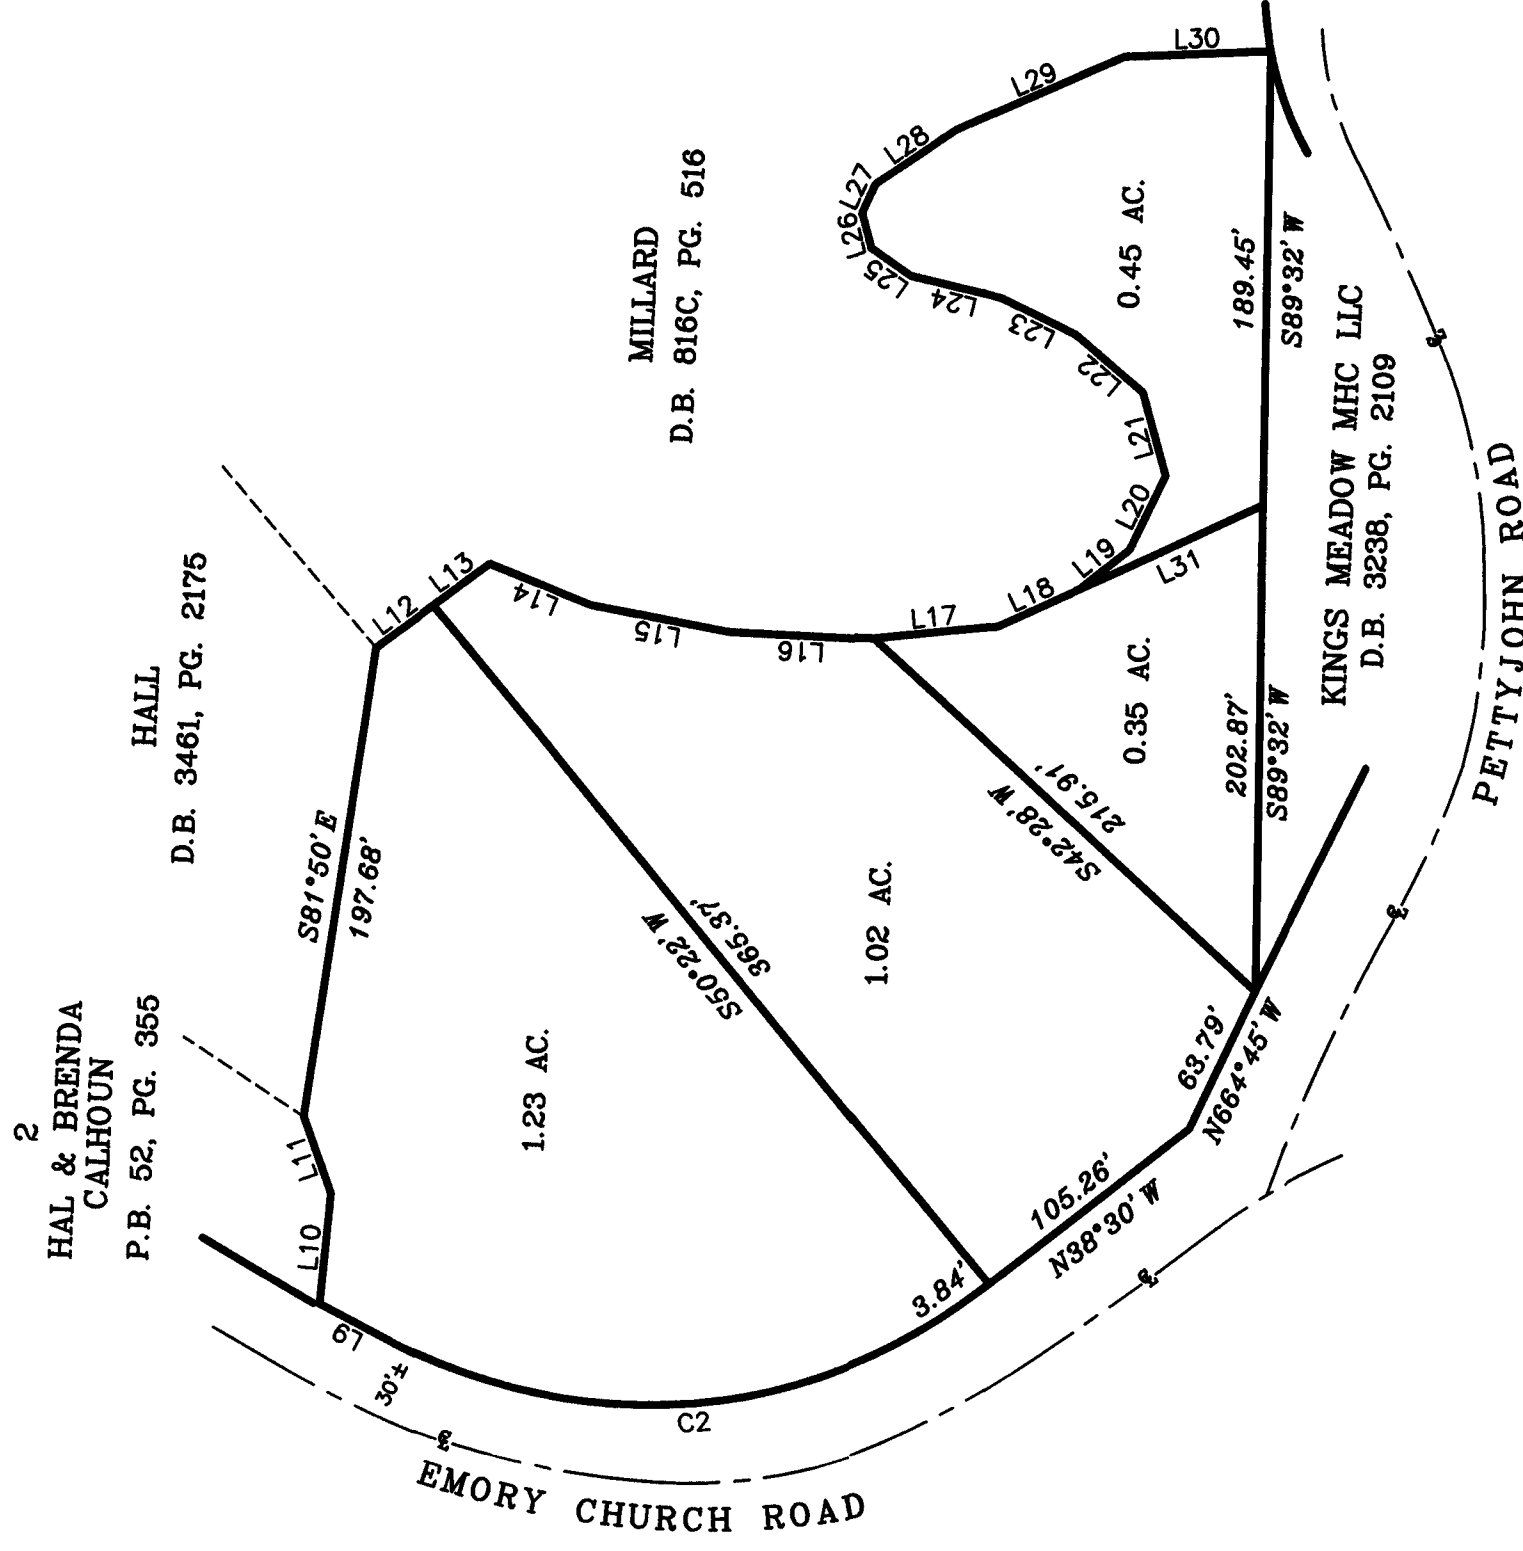 2
HAL & BRENDA
CALHOUN
P.B. 52, PG. 355
HALL
D.B. 3461, PG. 2175
MILLARD
D.B. 816C, PG. 516
KINGS MEADOW MHC LLC
D.B. 3238, PG. 2109
EMORY CHURCH ROAD
PETTYJOHN ROAD
S81°50'E
197.68'
S50°22'W
365.37'
S42°28'W
215.91'
189.45'
S89°32'W
202.87'
S89°32'W
63.79'
N664°45'W
105.26'
N38°30'W
3.84'
30'±
1.23 AC.
1.02 AC.
0.35 AC.
0.45 AC.
C2
L9
L10
L11
L12
L13
L14
L15
L16
L17
L18
L19
L20
L21
L22
L23
L24
L25
L26
L27
L28
L29
L30
L31